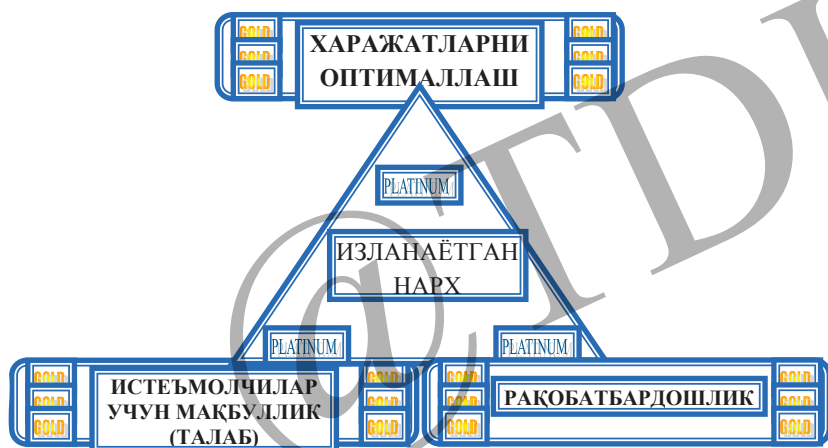 GOLD GOLD
GOLD GOLD
GOLD GOLD
ХАРАЖАТЛАРНИ
ОПТИМАЛЛАШ
PLATINUM
ИЗЛАНАЁТГАН
НАРХ
PLATINUM PLATINUM
GOLD GOLD
GOLD GOLD
GOLD GOLD
ИСТЕЪМОЛЧИЛАР
УЧУН МАҚБУЛЛИК
(ТАЛАБ)
GOLD GOLD
GOLD GOLD
GOLD GOLD
РАҚОБАТБАРДОШЛИК